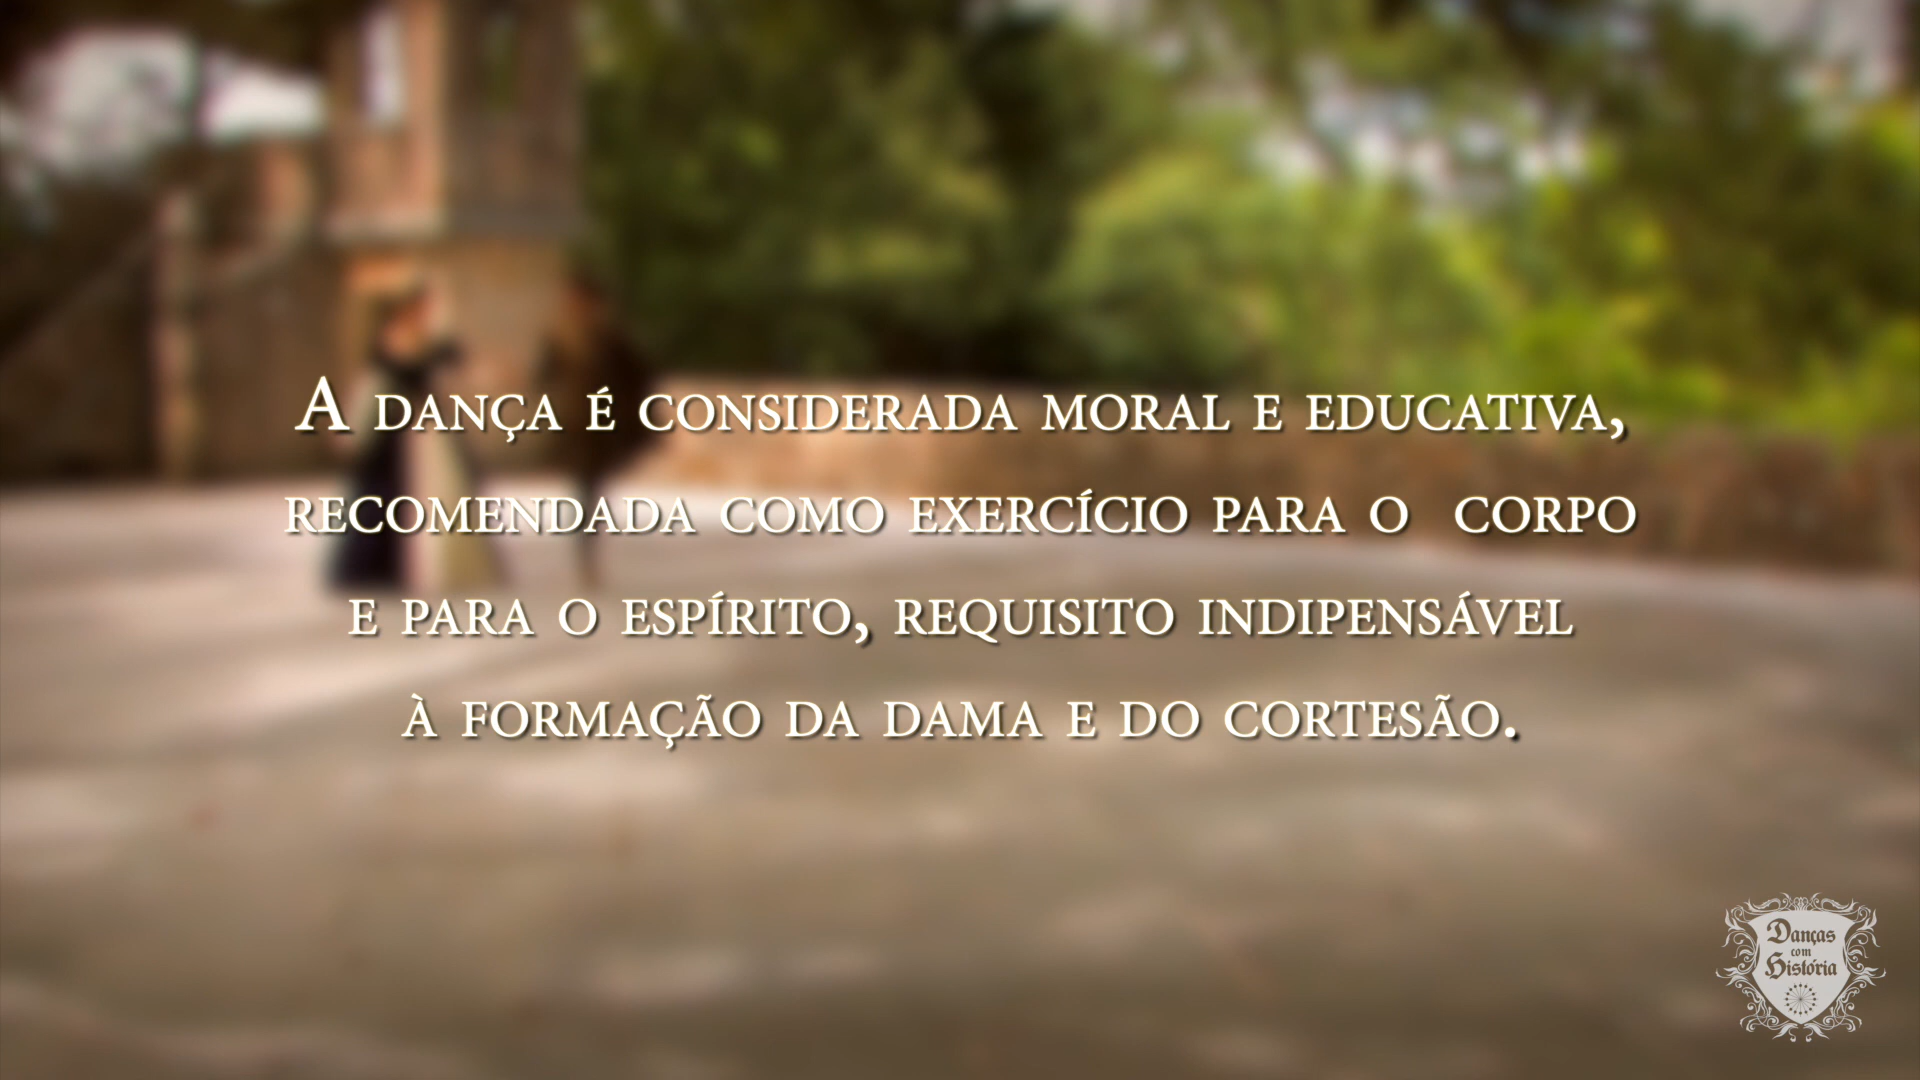 A dança é considerada moral e educativa,
recomendada como exercício para o corpo
e para o espírito, requisito indipensável
à formação da dama e do cortesão.
Danças
com
História